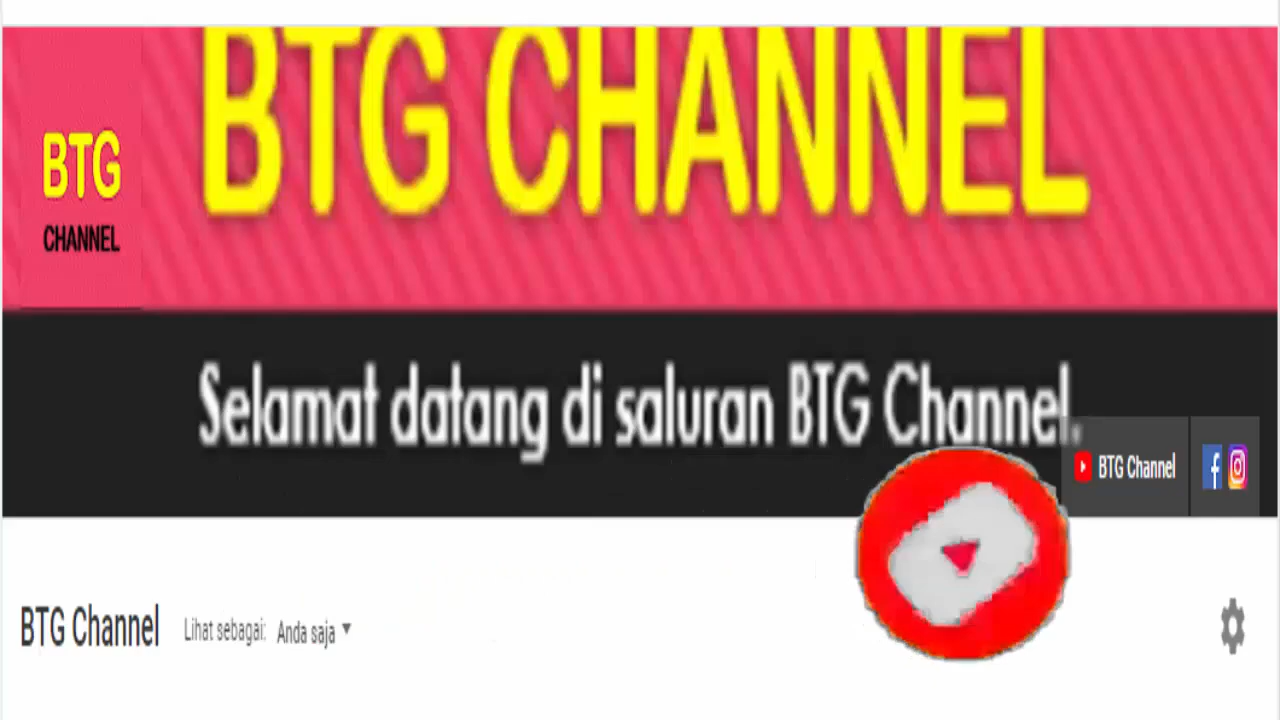 BTG CHANNEL
BTG
CHANNEL
Selamat datang di saluran BTG Channel.
BTG Channel
BTG Channel Lihat sebagai: Anda saja